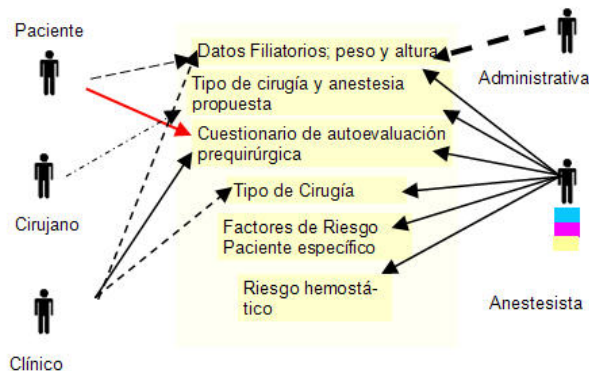 Paciente
Datos Filiatorios; peso y altura
Administrativa
Tipo de cirugía y anestesia
propuesta
Cuestionario de autoevaluación
prequirúrgica
Cirujano
Tipo de Cirugía
Factores de Riesgo
Paciente específico
Riesgo hemostá-
tico
Anestesista
Clínico